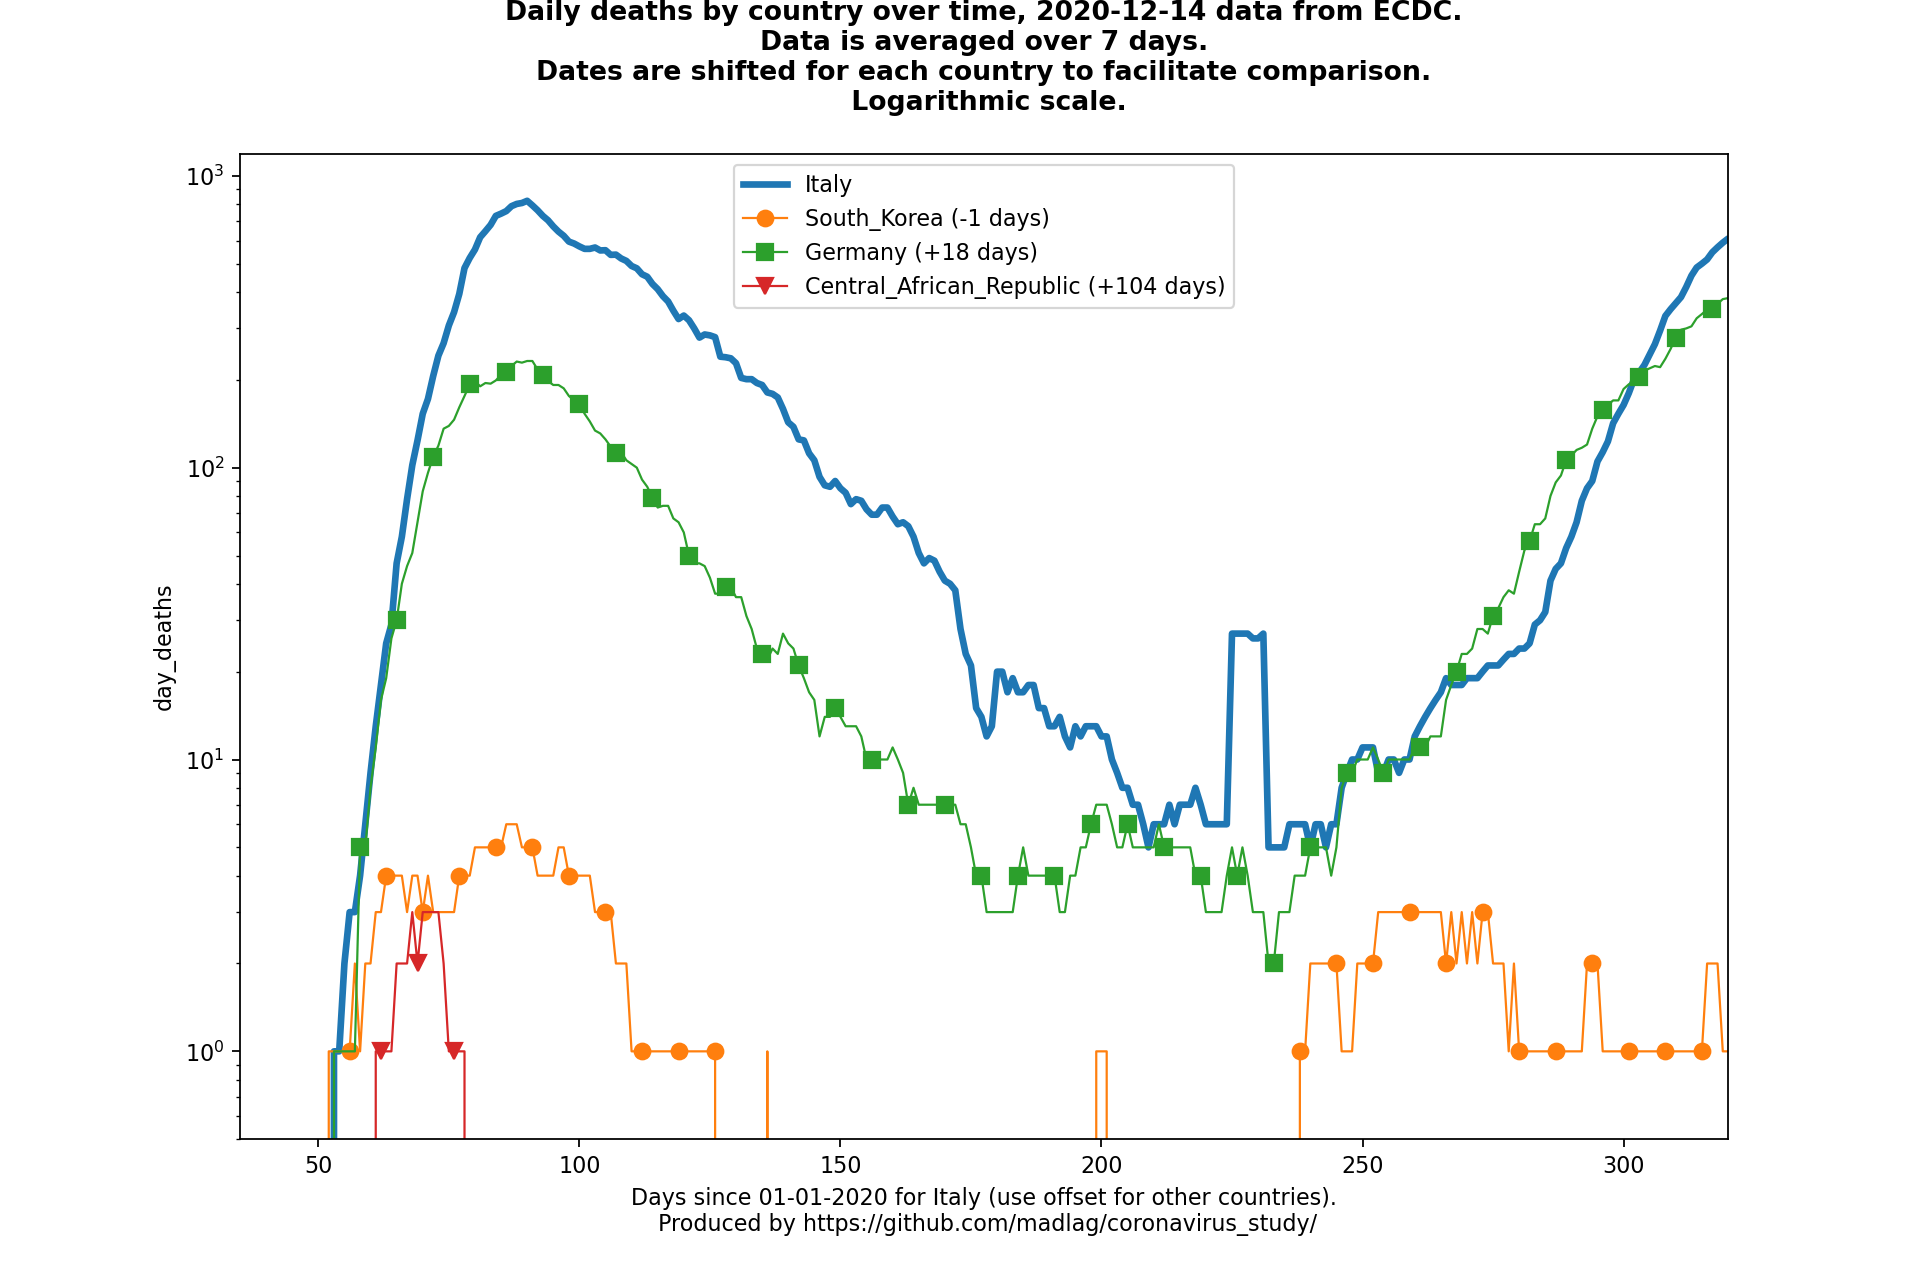 Daily deaths by country over time, 2020-12-14 data from ECDC.
Data is averaged over 7 days.
Dates are shifted for each country to facilitate comparison.
Logarithmic scale.
10³
Italy
South_Korea (-1 days)
Germany (+18 days)
Central_African_Republic (+104 days)
10²
day_deaths
10¹
10⁰
50 100 150 200 250 300
Days since 01-01-2020 for Italy (use offset for other countries).
Produced by https://github.com/madlag/coronavirus_study/